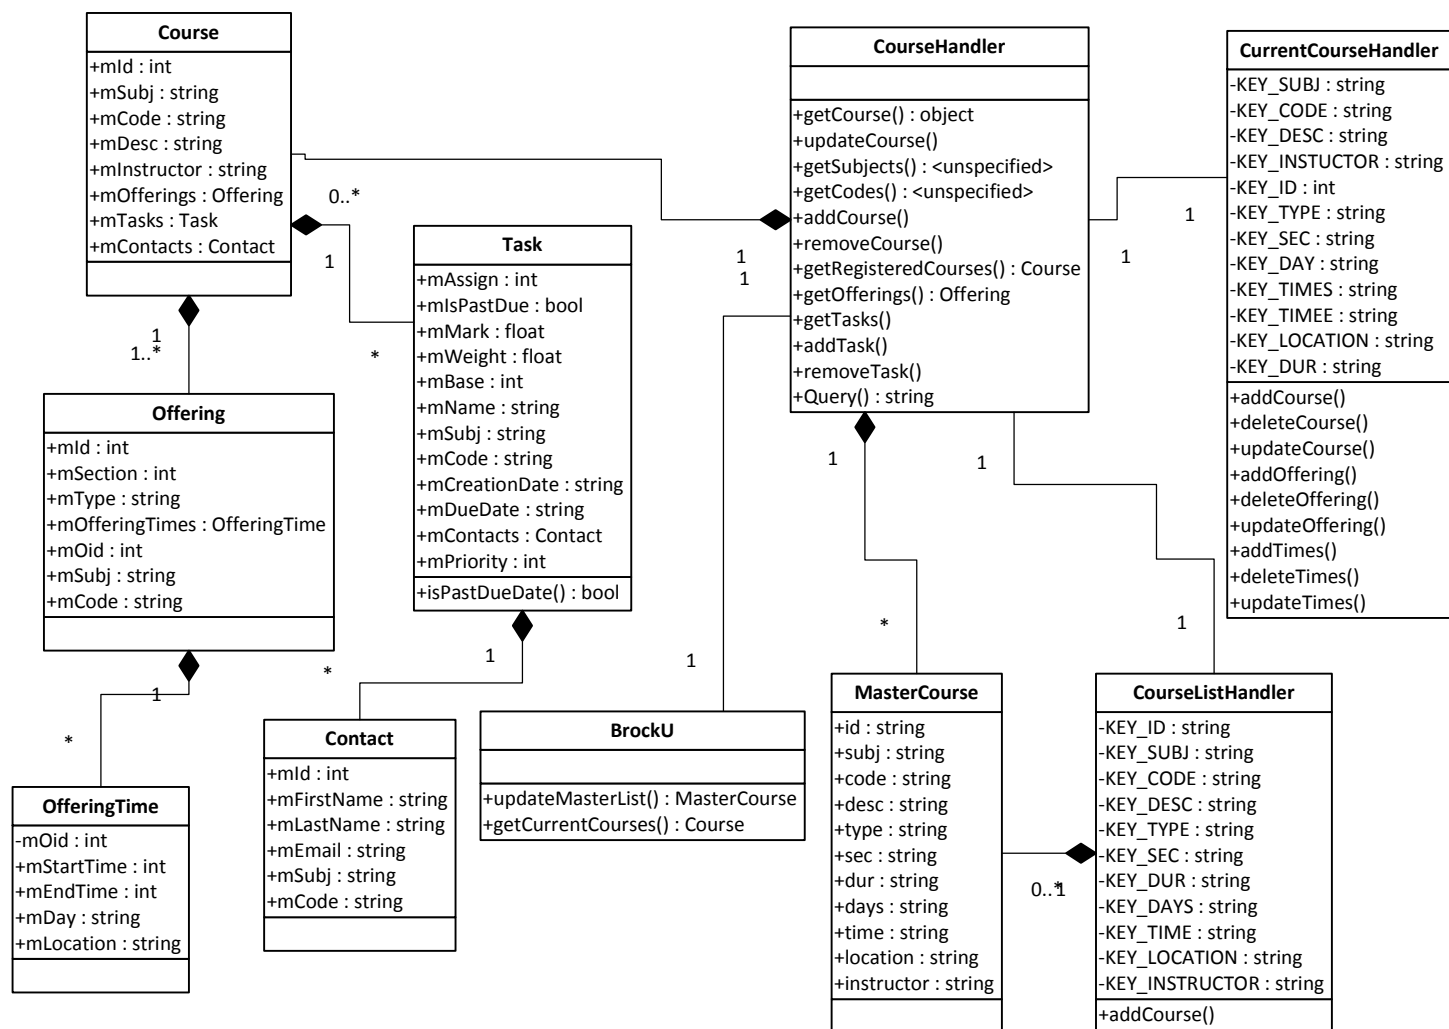 Course
+mId : int
+mSubj : string
+mCode : string
+mDesc : string
+mInstructor : string
+mOfferings : Offering
+mTasks : Task
+mContacts : Contact
0..*
1
1
1..*
*
Task
+mAssign : int
+mIsPastDue : bool
+mMark : float
+mWeight : float
+mBase : int
+mName : string
+mSubj : string
+mCode : string
+mCreationDate : string
+mDueDate : string
+mContacts : Contact
+mPriority : int
+isPastDueDate() : bool
CourseHandler
+getCourse() : object
+updateCourse()
+getSubjects() : <unspecified>
+getCodes() : <unspecified>
+addCourse()
+removeCourse()
+getRegisteredCourses() : Course
+getOfferings() : Offering
+getTasks()
+addTask()
+removeTask()
+Query() : string
1
1
1
1
1
1
CurrentCourseHandler
-KEY_SUBJ : string
-KEY_CODE : string
-KEY_DESC : string
-KEY_INSTUCTOR : string
-KEY_ID : int
-KEY_TYPE : string
-KEY_SEC : string
-KEY_DAY : string
-KEY_TIMES : string
-KEY_TIMEE : string
-KEY_LOCATION : string
-KEY_DUR : string
+addCourse()
+deleteCourse()
+updateCourse()
+addOffering()
+deleteOffering()
+updateOffering()
+addTimes()
+deleteTimes()
+updateTimes()
Offering
+mId : int
+mSection : int
+mType : string
+mOfferingTimes : OfferingTime
+mOid : int
+mSubj : string
+mCode : string
1
*
*
1
1
*
1
OfferingTime
-mOid : int
+mStartTime : int
+mEndTime : int
+mDay : string
+mLocation : string
Contact
+mId : int
+mFirstName : string
+mLastName : string
+mEmail : string
+mSubj : string
+mCode : string
BrockU
+updateMasterList() : MasterCourse
+getCurrentCourses() : Course
MasterCourse
+id : string
+subj : string
+code : string
+desc : string
+type : string
+sec : string
+dur : string
+days : string
+time : string
+location : string
+instructor : string
0..*
1
CourseListHandler
-KEY_ID : string
-KEY_SUBJ : string
-KEY_CODE : string
-KEY_DESC : string
-KEY_TYPE : string
-KEY_SEC : string
-KEY_DUR : string
-KEY_DAYS : string
-KEY_TIME : string
-KEY_LOCATION : string
-KEY_INSTRUCTOR : string
+addCourse()